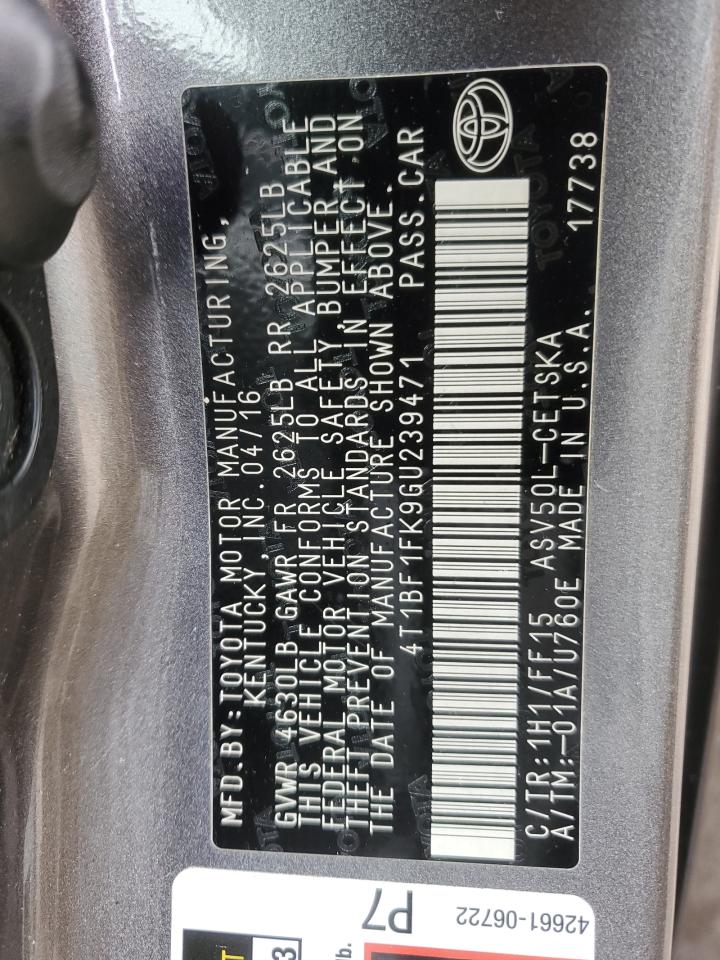 MFD.BY:TOYOTA MOTOR MANUFACTURING,
KENTUCKY, INC. 04/16
GVWR 4630LB GAWR FR 2625LB RR 2625LB
THIS VEHICLE CONFORMS TO ALL APPLICABLE
FEDERAL MOTOR VEHICLE SAFETY, BUMPER, AND
THEFT PREVENTION STANDARDS IN EFFECT ON
THE DATE OF MANUFACTURE SHOWN ABOVE.
4T1BF1FK9GU239471 PASS.CAR
C/TR:1H1/FF15 ASV50L-CETSKA
A/TM:-01A/U760E MADE IN U.S.A. 17738
P7
42661-06722